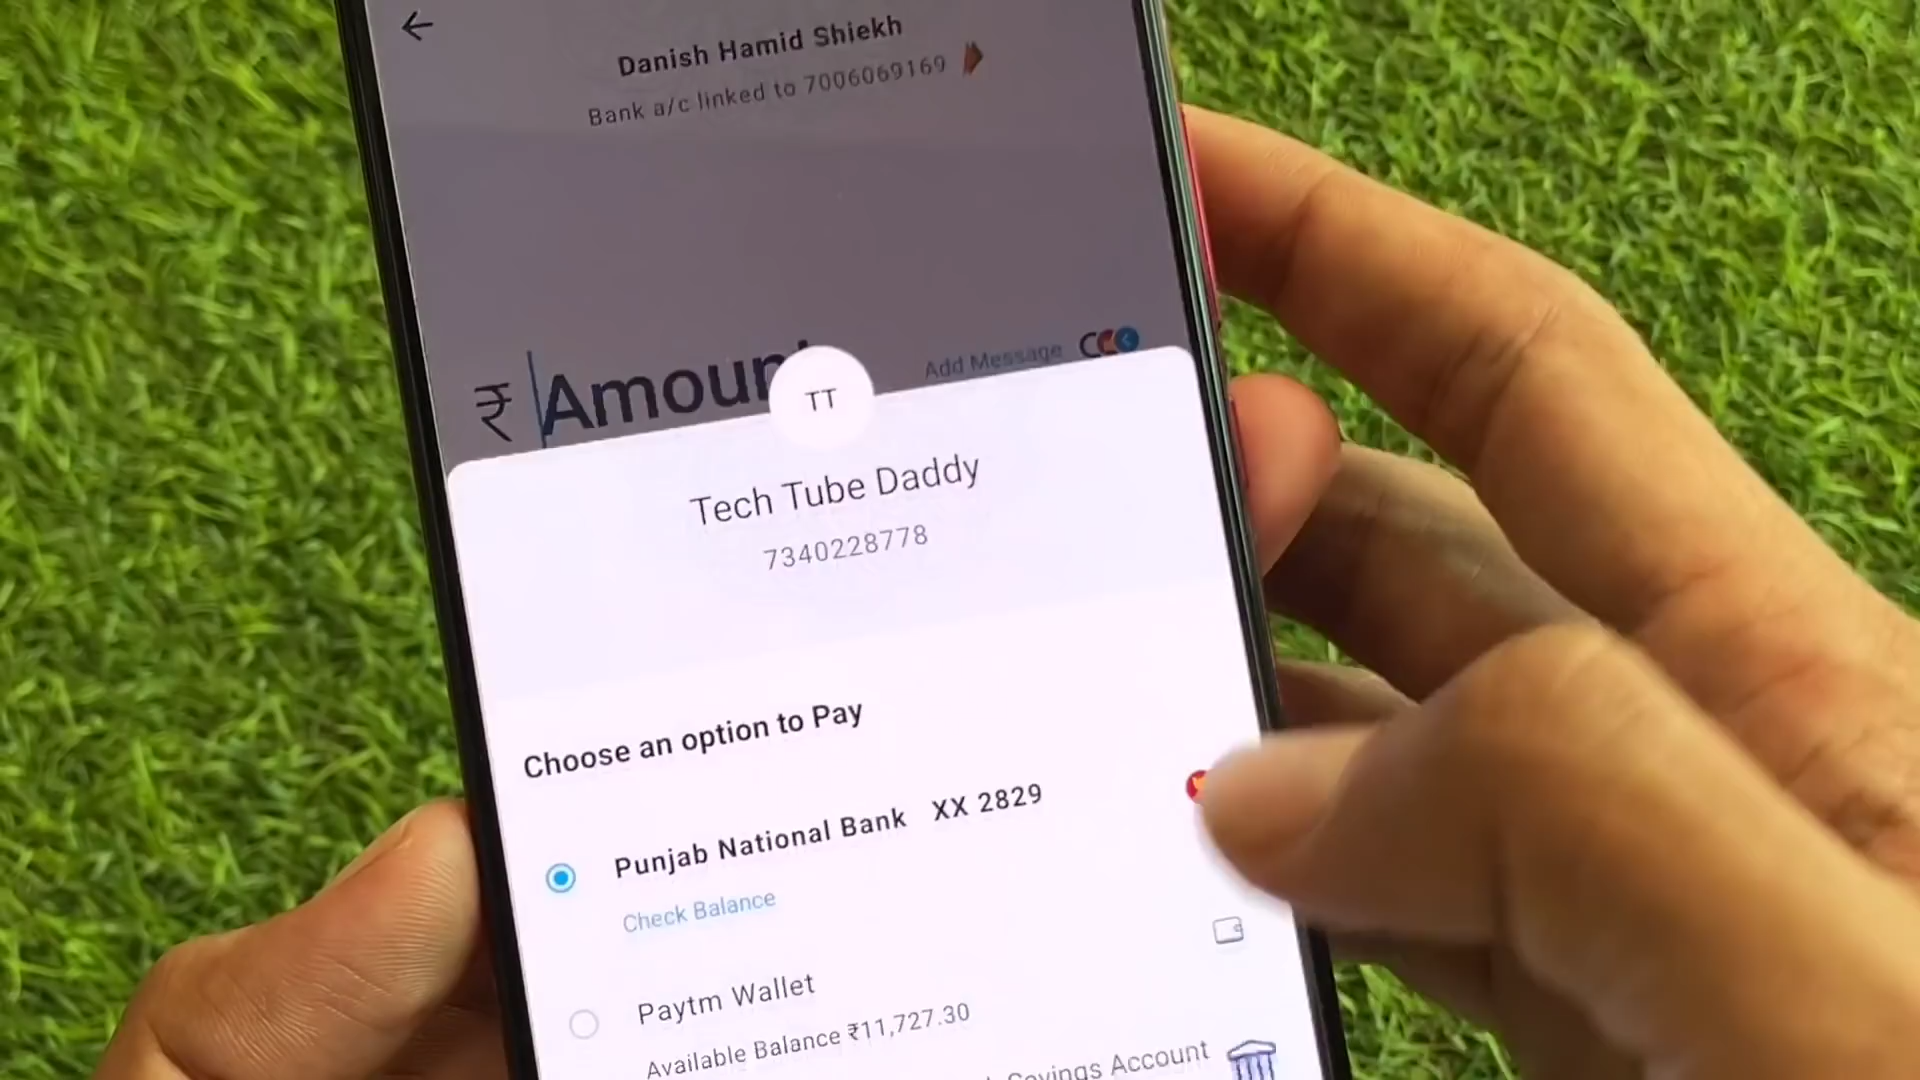 Danish Hamid Shiekh
Bank a/c linked to 7006069169
₹ Amount
Add Message
TT
Tech Tube Daddy
7340228778
Choose an option to Pay
Punjab National Bank XX 2829
Check Balance
Paytm Wallet
Available Balance ₹11,727.30
Savings Account